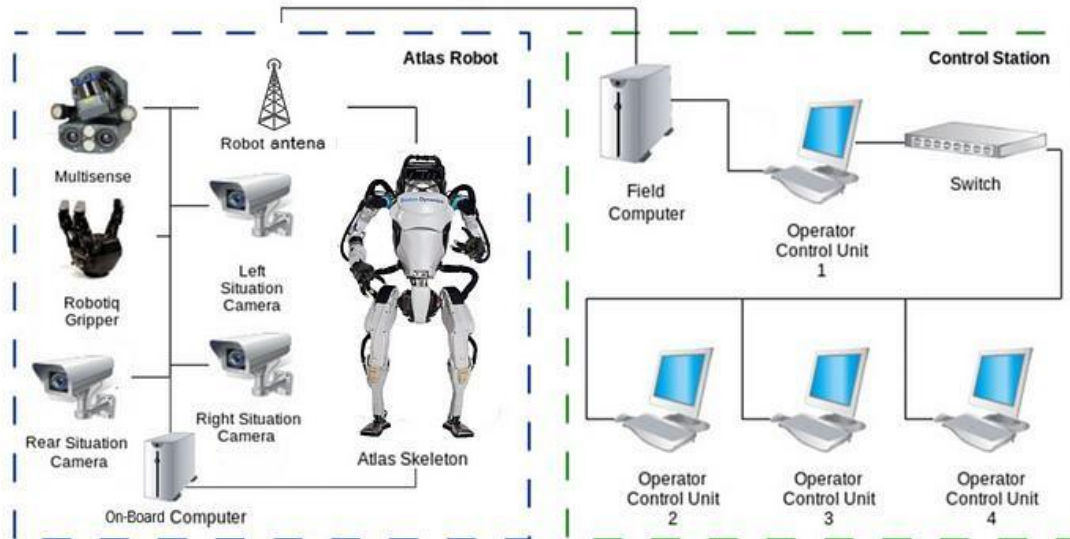 Atlas Robot
Control Station
Multisense
Robot antena
Robotiq
Gripper
Left
Situation
Camera
Rear Situation
Camera
Right Situation
Camera
On-Board Computer
Boston Dynamics
Atlas Skeleton
Field
Computer
Operator
Control Unit
1
Switch
Operator
Control Unit
2
Operator
Control Unit
3
Operator
Control Unit
4